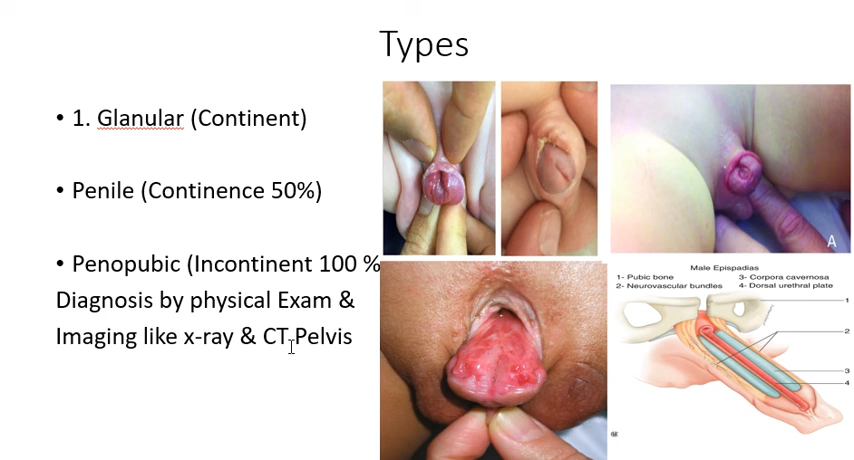 Types
• 1. Glanular (Continent)
• Penile (Continence 50%)
• Penopubic (Incontinent 100 %
Diagnosis by physical Exam &
Imaging like x-ray & CT Pelvis
A
Male Epispadias
1- Pubic bone 3- Corpora cavernosa
2- Neurovascular bundles 4- Dorsal urethral plate
1
2
3
4